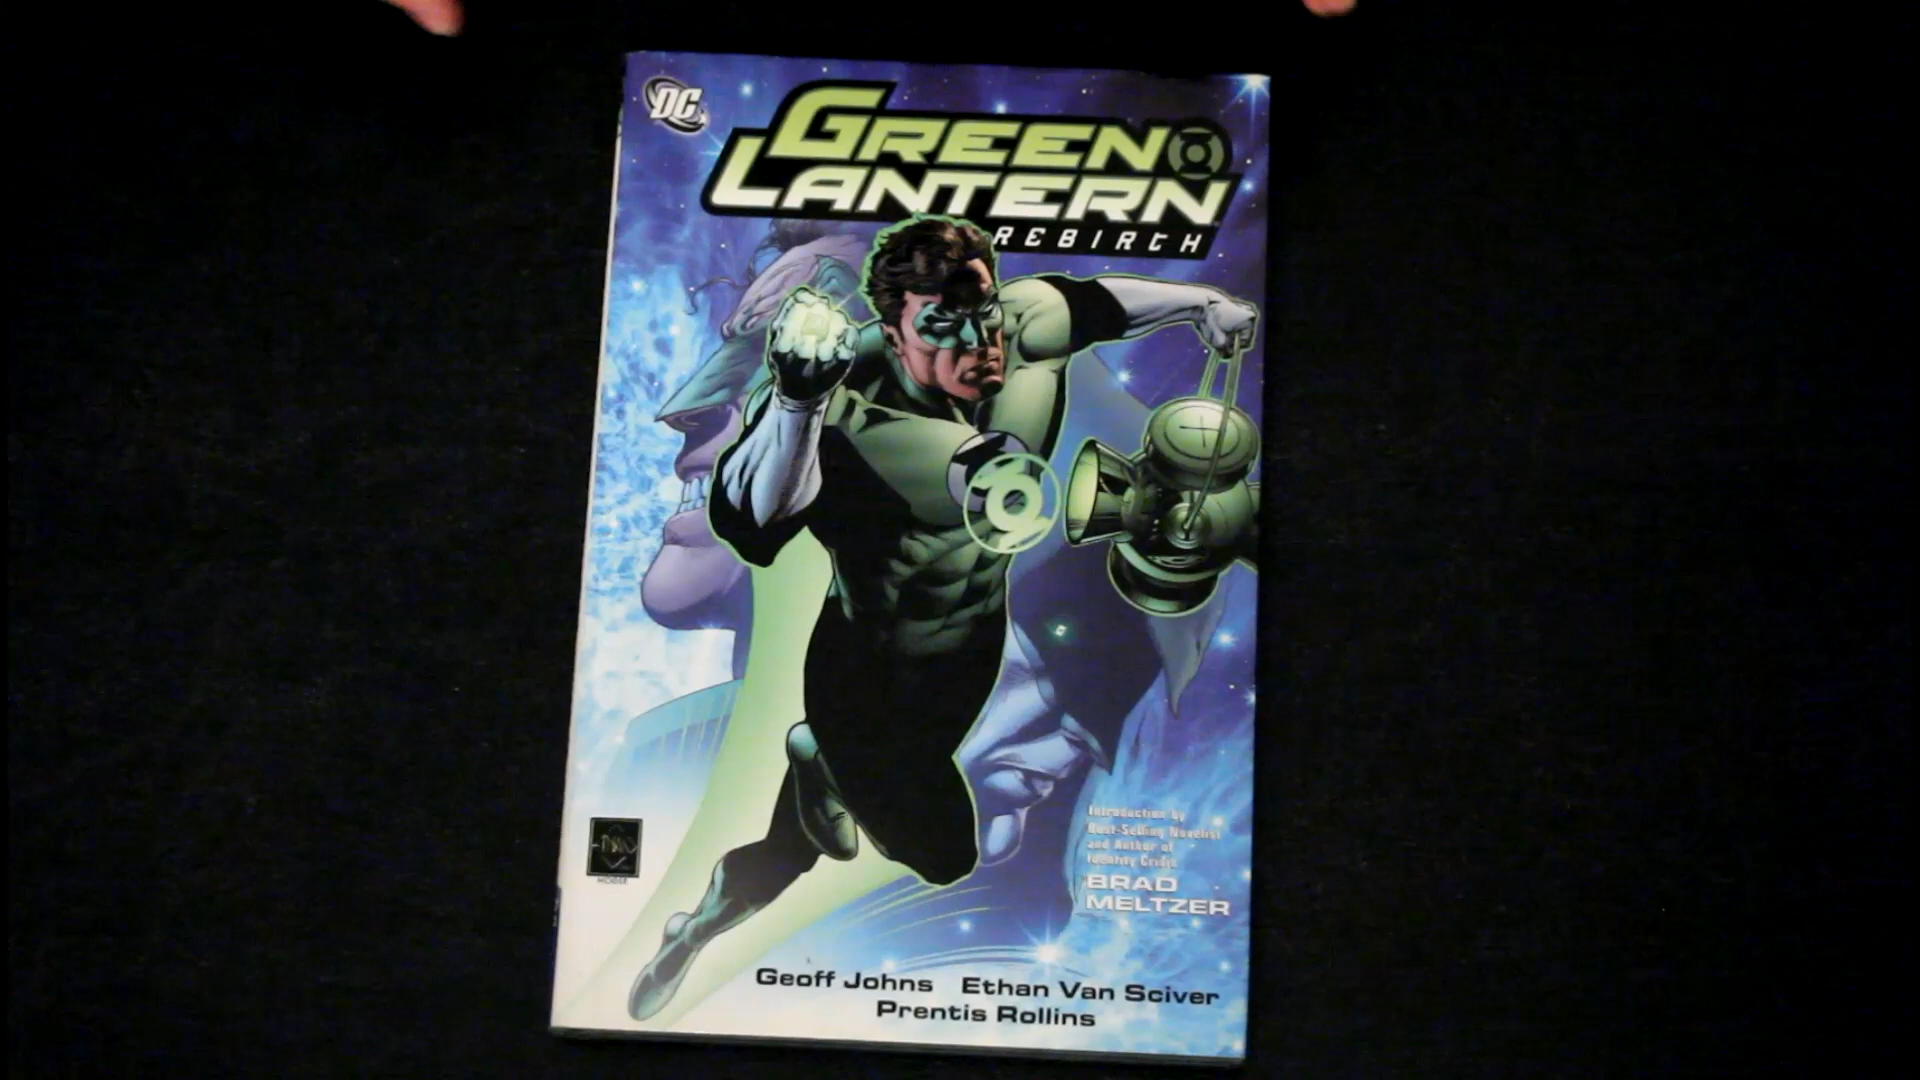 DC
GREEN
LANTERN
REBIRTH
Introduction by
Best-Selling Novelist
and Author of
Identity Crisis
BRAD
MELTZER
Geoff Johns Ethan Van Sciver
Prentis Rollins